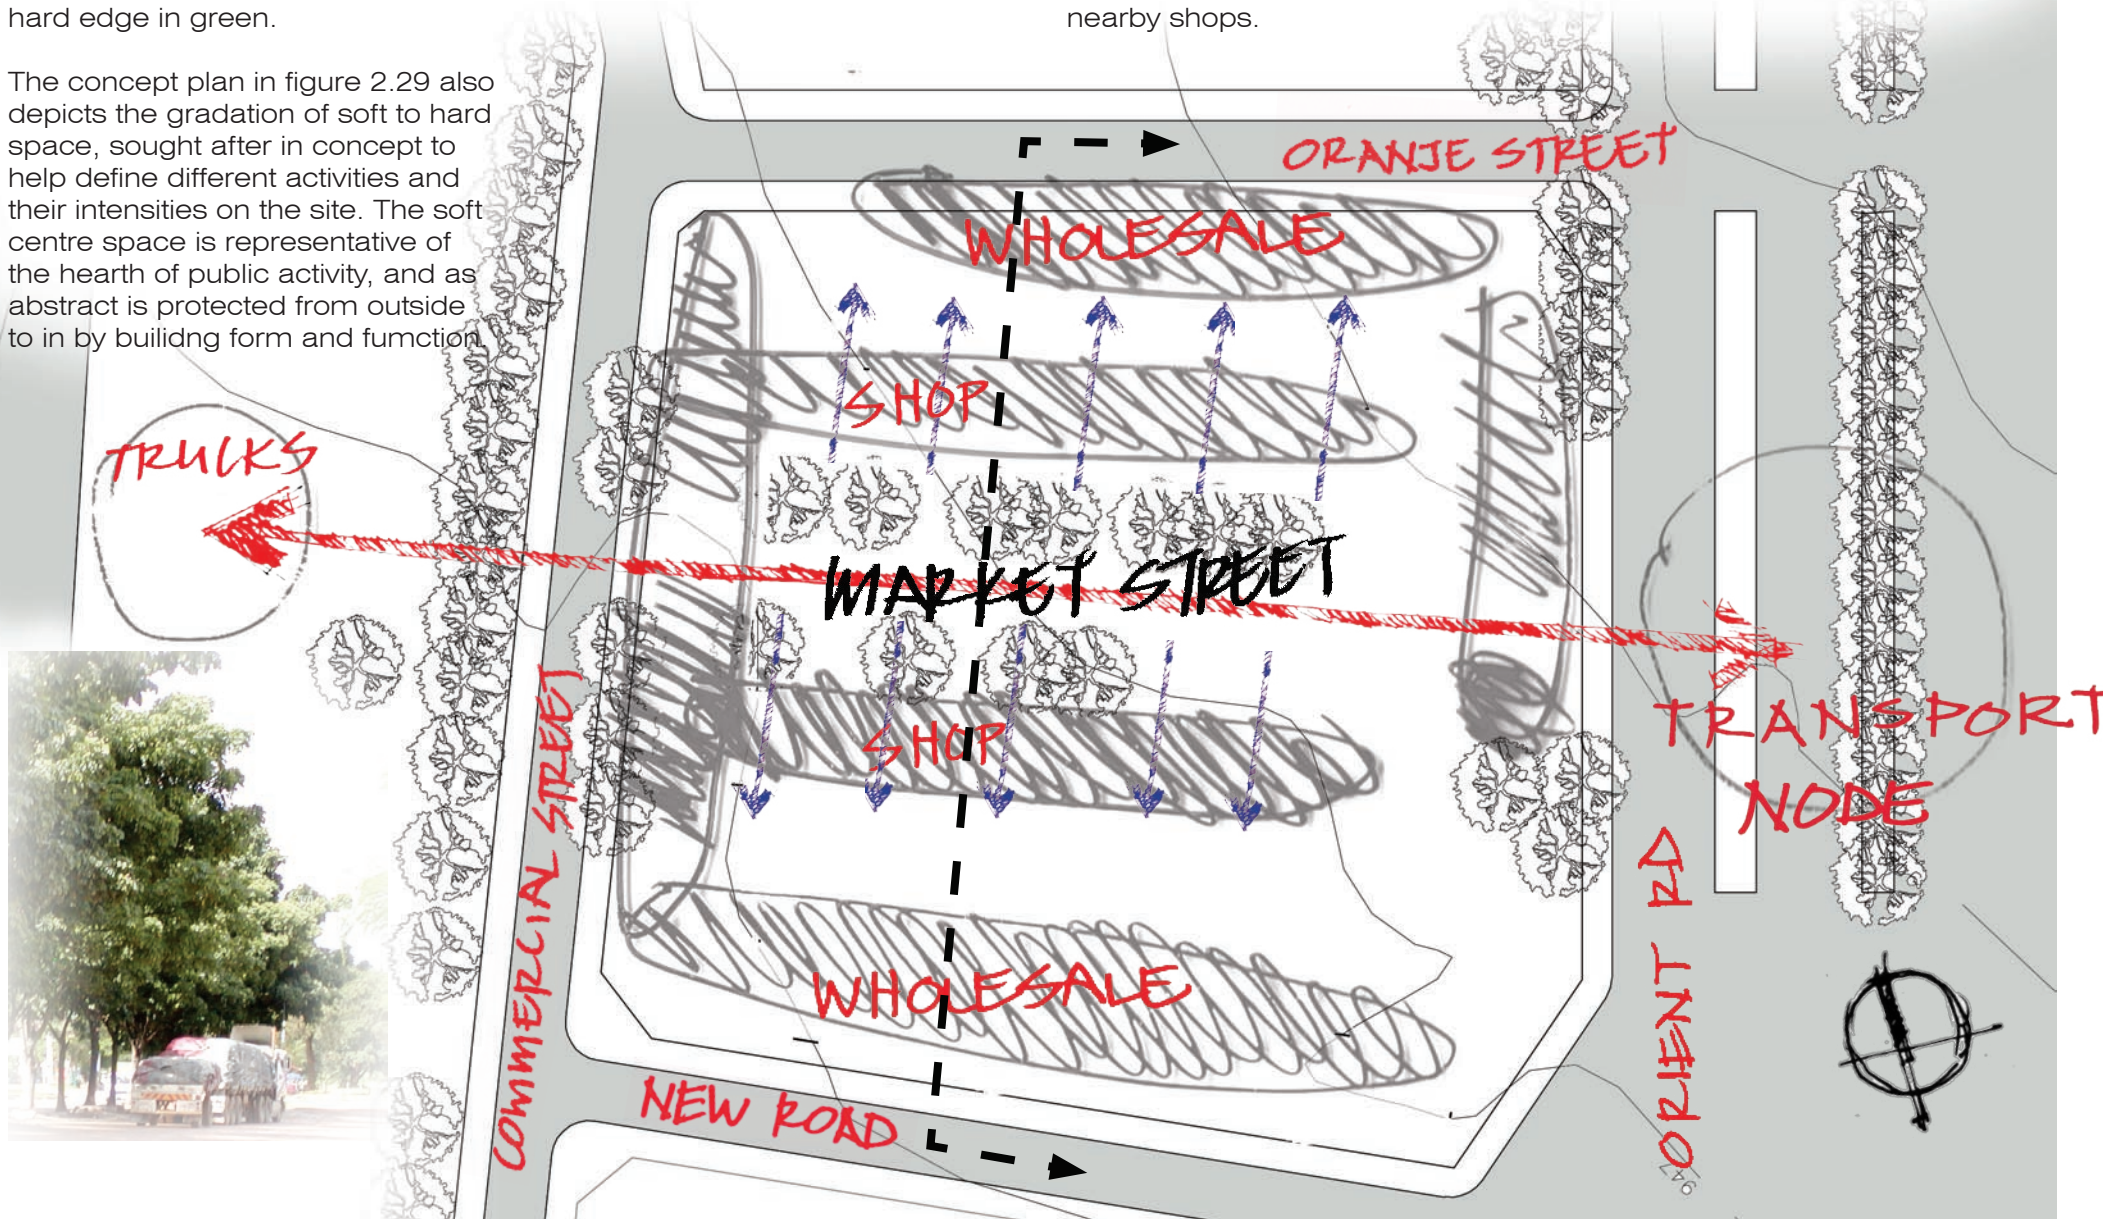 hard edge in green.
The concept plan in figure 2.29 also
depicts the gradation of soft to hard
space, sought after in concept to
help define different activities and
their intensities on the site. The soft
centre space is representative of
the hearth of public activity, and as
abstract is protected from outside
to in by builidng form and fumction.
nearby shops.
ORANJE STREET
WHOLESALE
SHOP
TRUCKS
MARKET STREET
SHOP
TRANSPORT
NODE
COMMERCIAL STREET
ORIENT RD
WHOLESALE
NEW ROAD